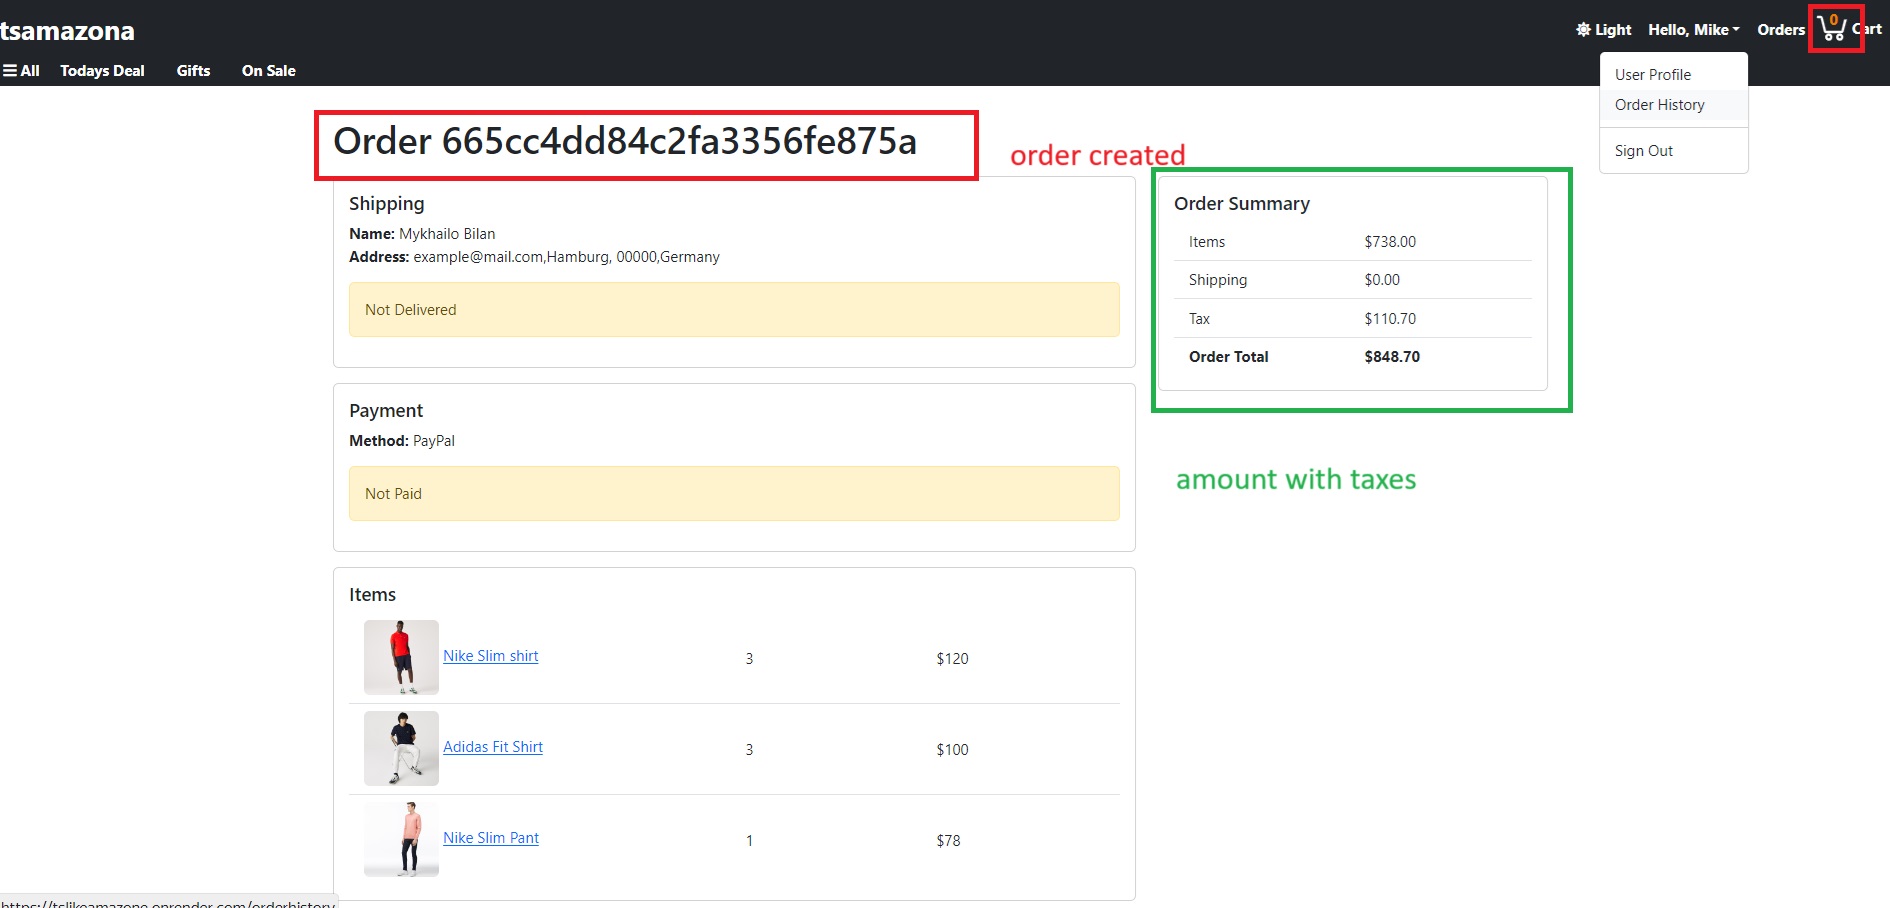 tsamazona
Light Hello, Mike Orders 0 Cart
All Todays Deal Gifts On Sale
User Profile
Order History
Sign Out
Order 665cc4dd84c2fa3356fe875a
order created
Shipping
Name: Mykhailo Bilan
Address: example@mail.com,Hamburg, 00000,Germany
Not Delivered
Order Summary
Items $738.00
Shipping $0.00
Tax $110.70
Order Total $848.70
amount with taxes
Payment
Method: PayPal
Not Paid
Items
Nike Slim shirt 3 $120
Adidas Fit Shirt 3 $100
Nike Slim Pant 1 $78
https://tslikeamazone.onrender.com/orderhistory